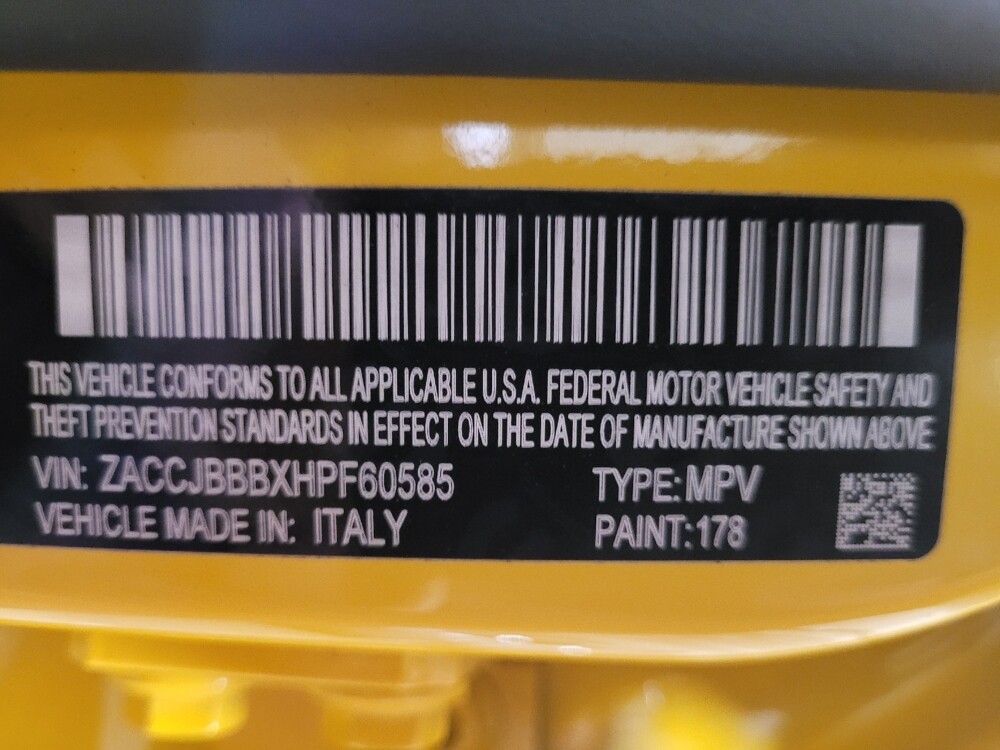 THIS VEHICLE CONFORMS TO ALL APPLICABLE U.S.A. FEDERAL MOTOR VEHICLE SAFETY AND
THEFT PREVENTION STANDARDS IN EFFECT ON THE DATE OF MANUFACTURE SHOWN ABOVE
VIN: ZACCJBBBXHPF60585 TYPE: MPV
VEHICLE MADE IN: ITALY PAINT: 178